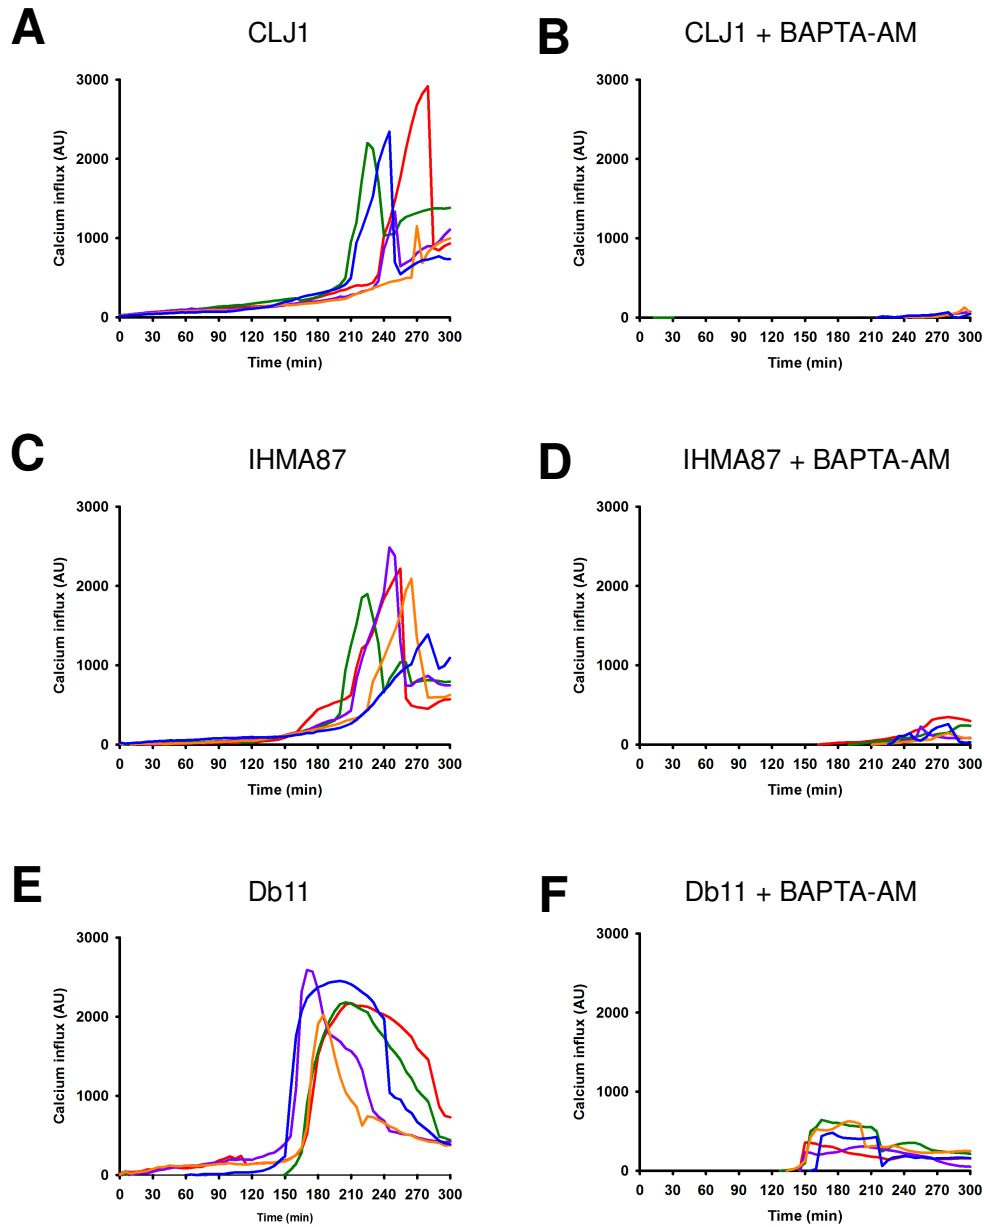 A
CLJ1
Calcium influx (AU)
3000
2000
1000
0
0 30 60 90 120 150 180 210 240 270 300
Time (min)
B
CLJ1 + BAPTA-AM
Calcium influx (AU)
3000
2000
1000
0
0 30 60 90 120 150 180 210 240 270 300
Time (min)
C
IHMA87
Calcium influx (AU)
3000
2000
1000
0
0 30 60 90 120 150 180 210 240 270 300
Time (min)
D
IHMA87 + BAPTA-AM
Calcium influx (AU)
3000
2000
1000
0
0 30 60 90 120 150 180 210 240 270 300
Time (min)
E
Db11
Calcium influx (AU)
3000
2000
1000
0
0 30 60 90 120 150 180 210 240 270 300
Time (min)
F
Db11 + BAPTA-AM
Calcium influx (AU)
3000
2000
1000
0
0 30 60 90 120 150 180 210 240 270 300
Time (min)